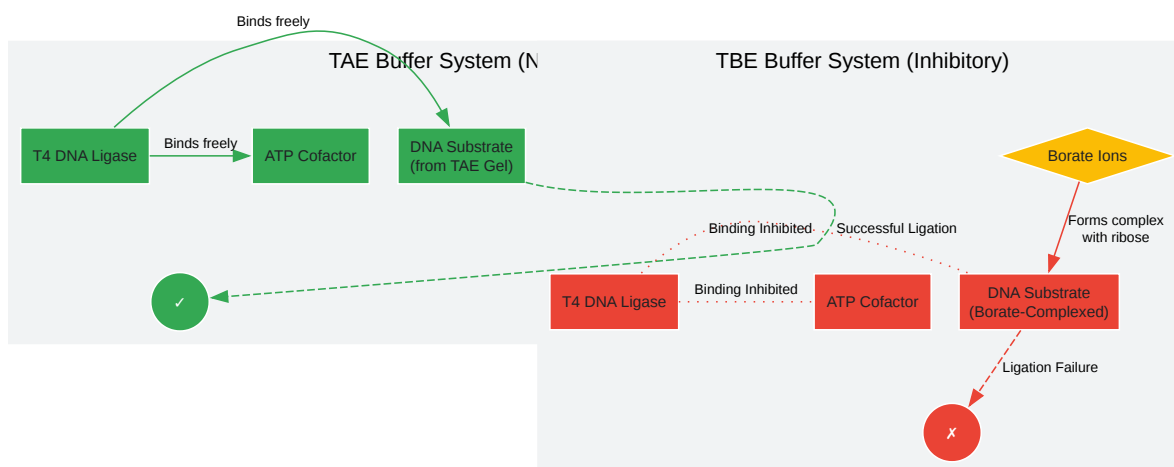 Binds freely
TAE Buffer System (N
TBE Buffer System (Inhibitory)
Binds freely
T4 DNA Ligase
ATP Cofactor
DNA Substrate
(from TAE Gel)
Borate Ions
Binding Inhibited
Successful Ligation
Forms complex
with ribose
✓
Binding Inhibited
T4 DNA Ligase
ATP Cofactor
DNA Substrate
(Borate-Complexed)
Ligation Failure
✗